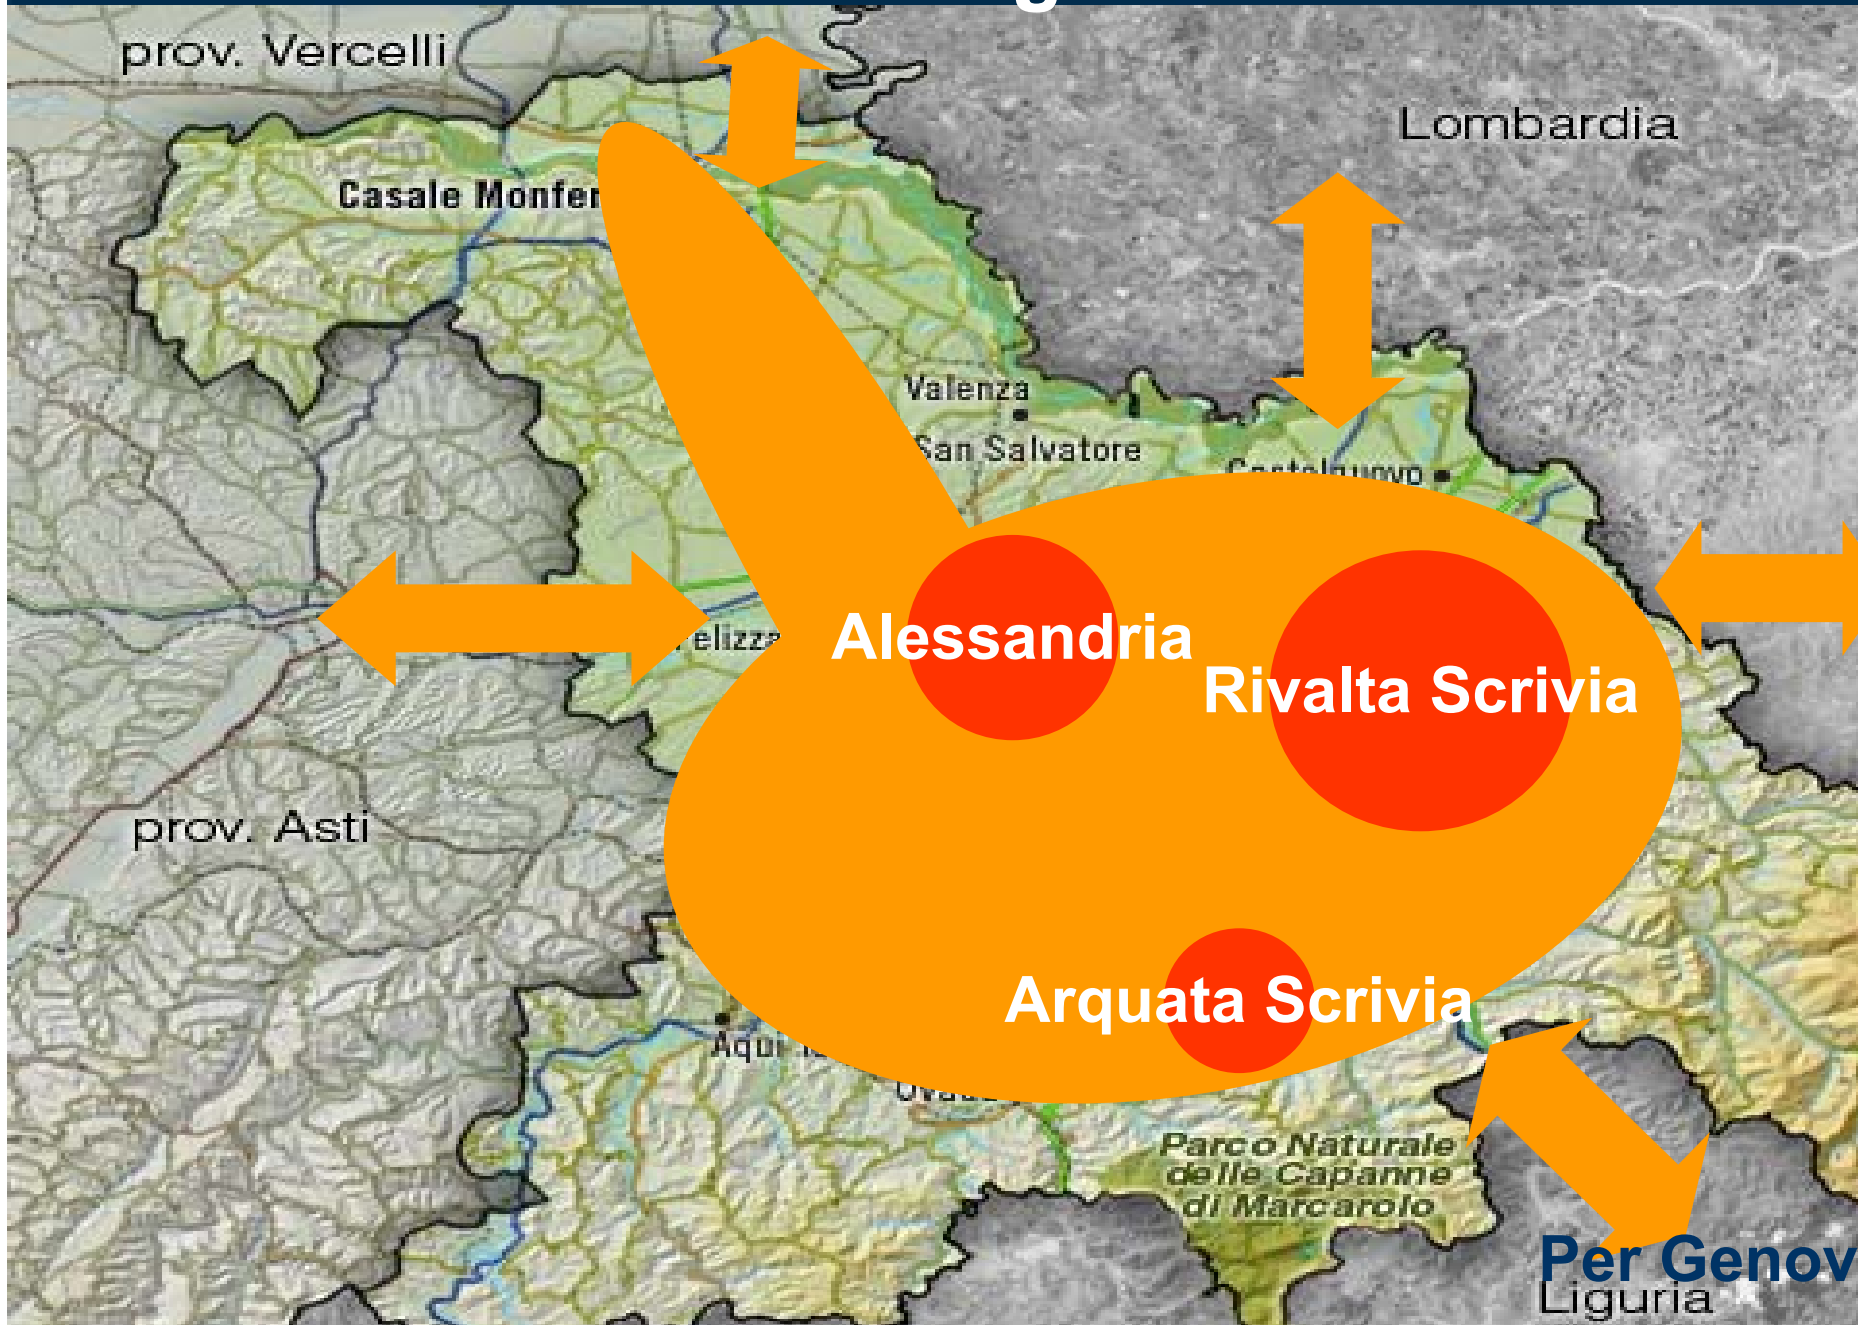 prov. Vercelli
Lombardia
Casale Monfer
Valenza
San Salvatore
elizza
Alessandria
Rivalta Scrivia
prov. Asti
Arquata Scrivia
Parco Naturale
delle Capanne
di Marcarolo
Per Genov
Liguria